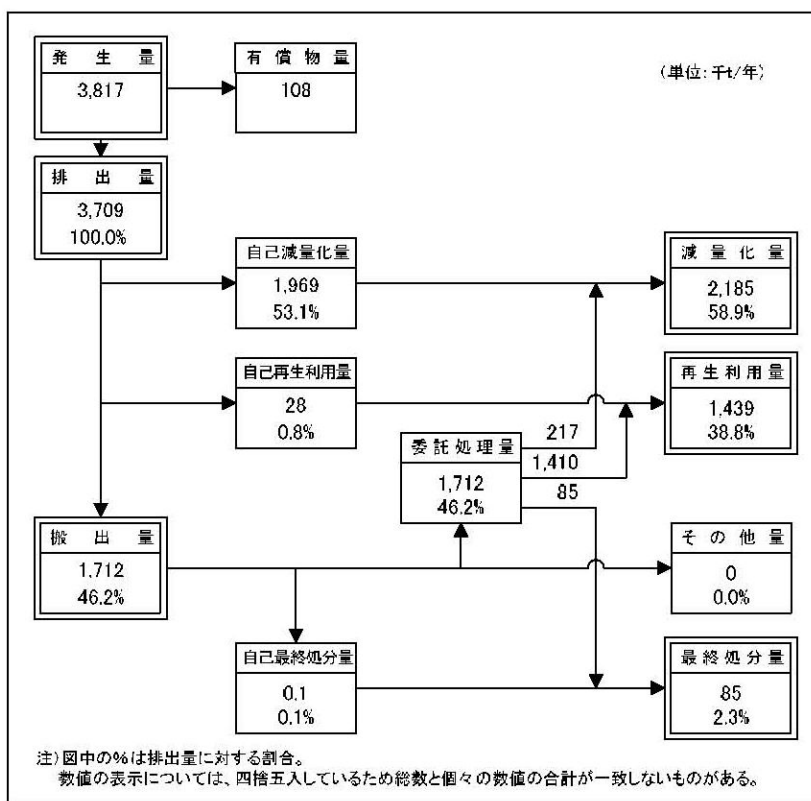 発生量
3,817
有償物量
108
(単位:千t/年)
排出量
3,709
100.0%
自己減量化量
1,969
53.1%
減量化量
2,185
58.9%
自己再生利用量
28
0.8%
再生利用量
1,439
38.8%
委託処理量
1,712
46.2%
217
1,410
85
搬出量
1,712
46.2%
その他量
0
0.0%
自己最終処分量
0.1
0.1%
最終処分量
85
2.3%
注)図中の%は排出量に対する割合。
数値の表示については、四捨五入しているため総数と個々の数値の合計が一致しないものがある。